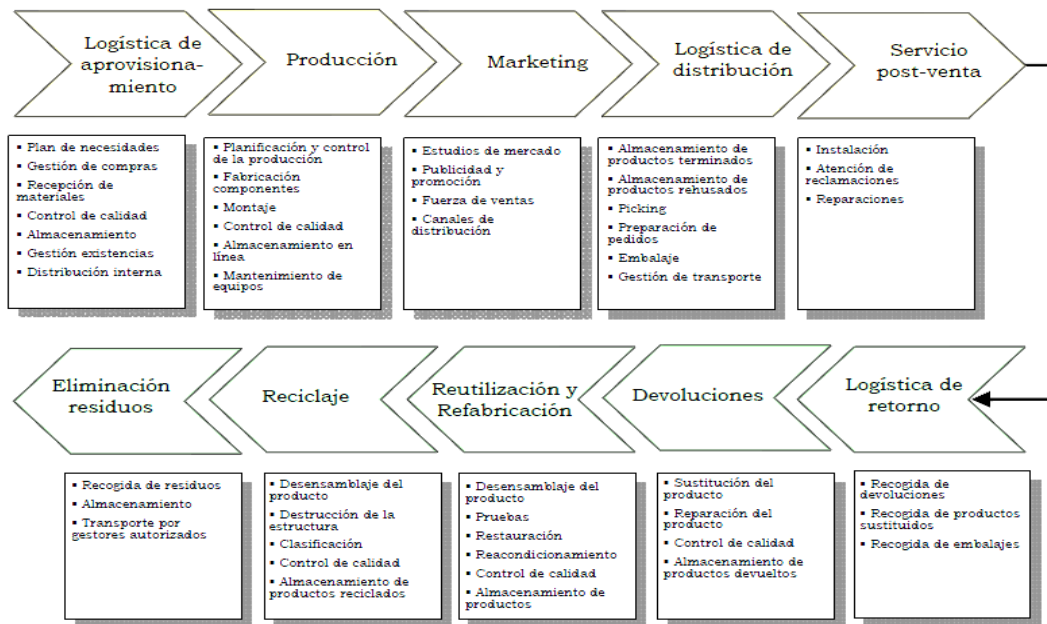 Logística de
aprovisiona-
miento
Producción
Marketing
Logística de
distribución
Servicio
post-venta
▪ Plan de necesidades
▪ Gestión de compras
▪ Recepción de
materiales
▪ Control de calidad
▪ Almacenamiento
▪ Gestión existencias
▪ Distribución interna
▪ Planificación y control
de la producción
▪ Fabricación
componentes
▪ Montaje
▪ Control de calidad
▪ Almacenamiento en
línea
▪ Mantenimiento de
equipos
▪ Estudios de mercado
▪ Publicidad y
promoción
▪ Fuerza de ventas
▪ Canales de
distribución
▪ Almacenamiento de
productos terminados
▪ Almacenamiento de
productos rehusados
▪ Picking
▪ Preparación de
pedidos
▪ Embalaje
▪ Gestión de transporte
▪ Instalación
▪ Atención de
reclamaciones
▪ Reparaciones
Eliminación
residuos
Reciclaje
Reutilización y
Refabricación
Devoluciones
Logística de
retorno
▪ Recogida de residuos
▪ Almacenamiento
▪ Transporte por
gestores autorizados
▪ Desensamblaje del
producto
▪ Destrucción de la
estructura
▪ Clasificación
▪ Control de calidad
▪ Almacenamiento de
productos reciclados
▪ Desensamblaje del
producto
▪ Pruebas
▪ Restauración
▪ Reacondicionamiento
▪ Control de calidad
▪ Almacenamiento de
productos
▪ Sustitución del
producto
▪ Reparación del
producto
▪ Control de calidad
▪ Almacenamiento de
productos devueltos
▪ Recogida de
devoluciones
▪ Recogida de productos
sustituidos
▪ Recogida de embalajes